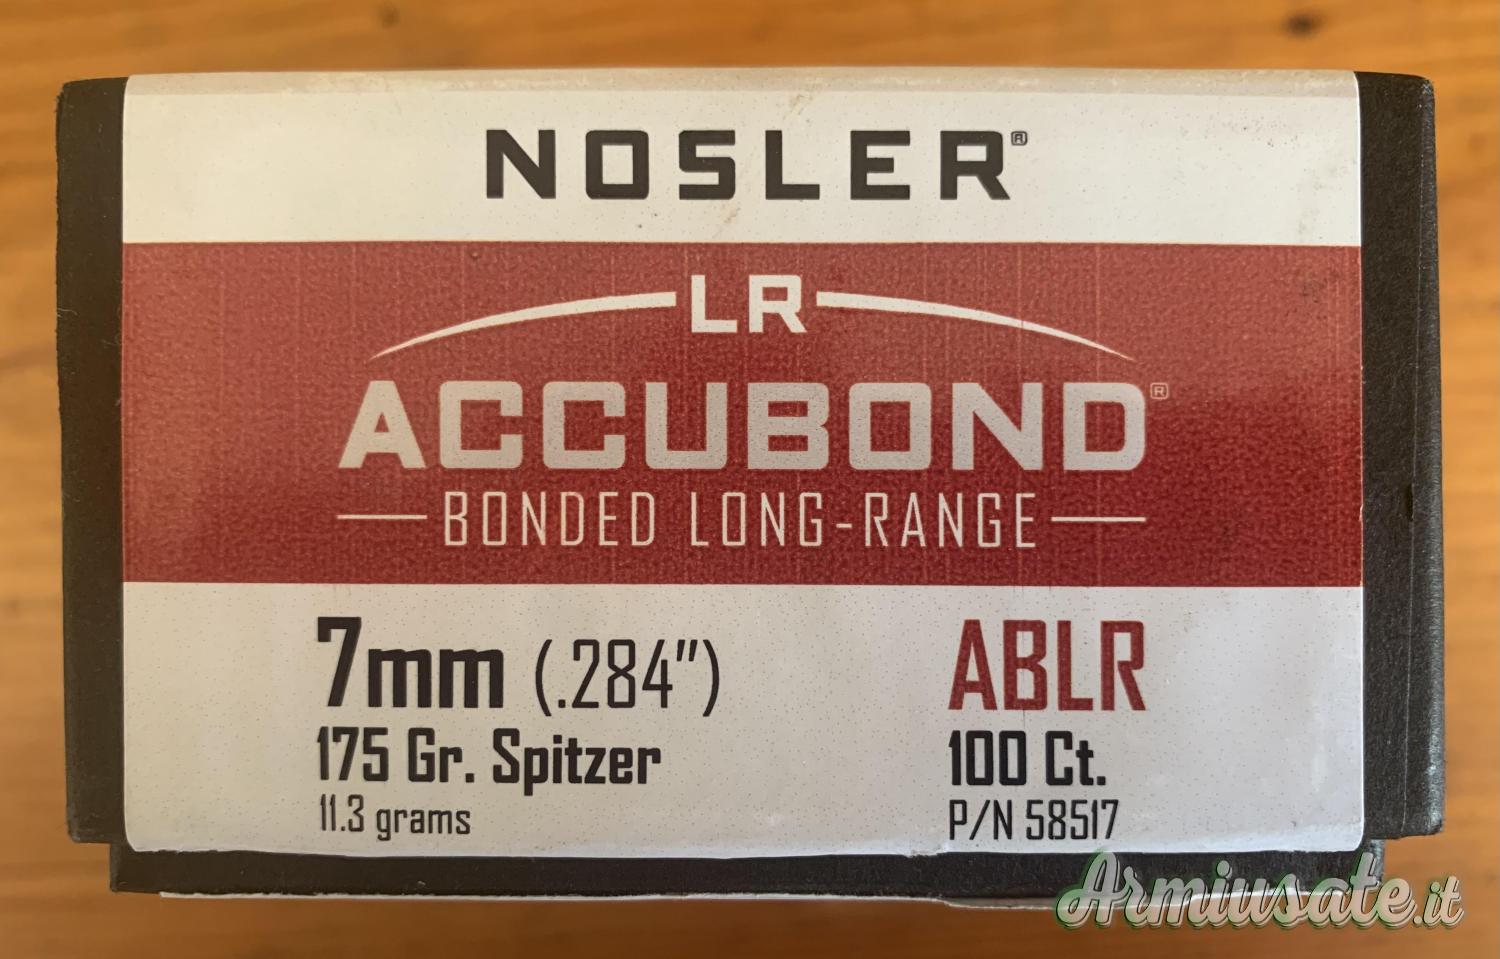 NOSLER®
LR
ACCUBOND®
BONDED LONG-RANGE
7mm (.284")
175 Gr. Spitzer
11.3 grams
ABLR
100 Ct.
P/N 58517
Armiusate.it